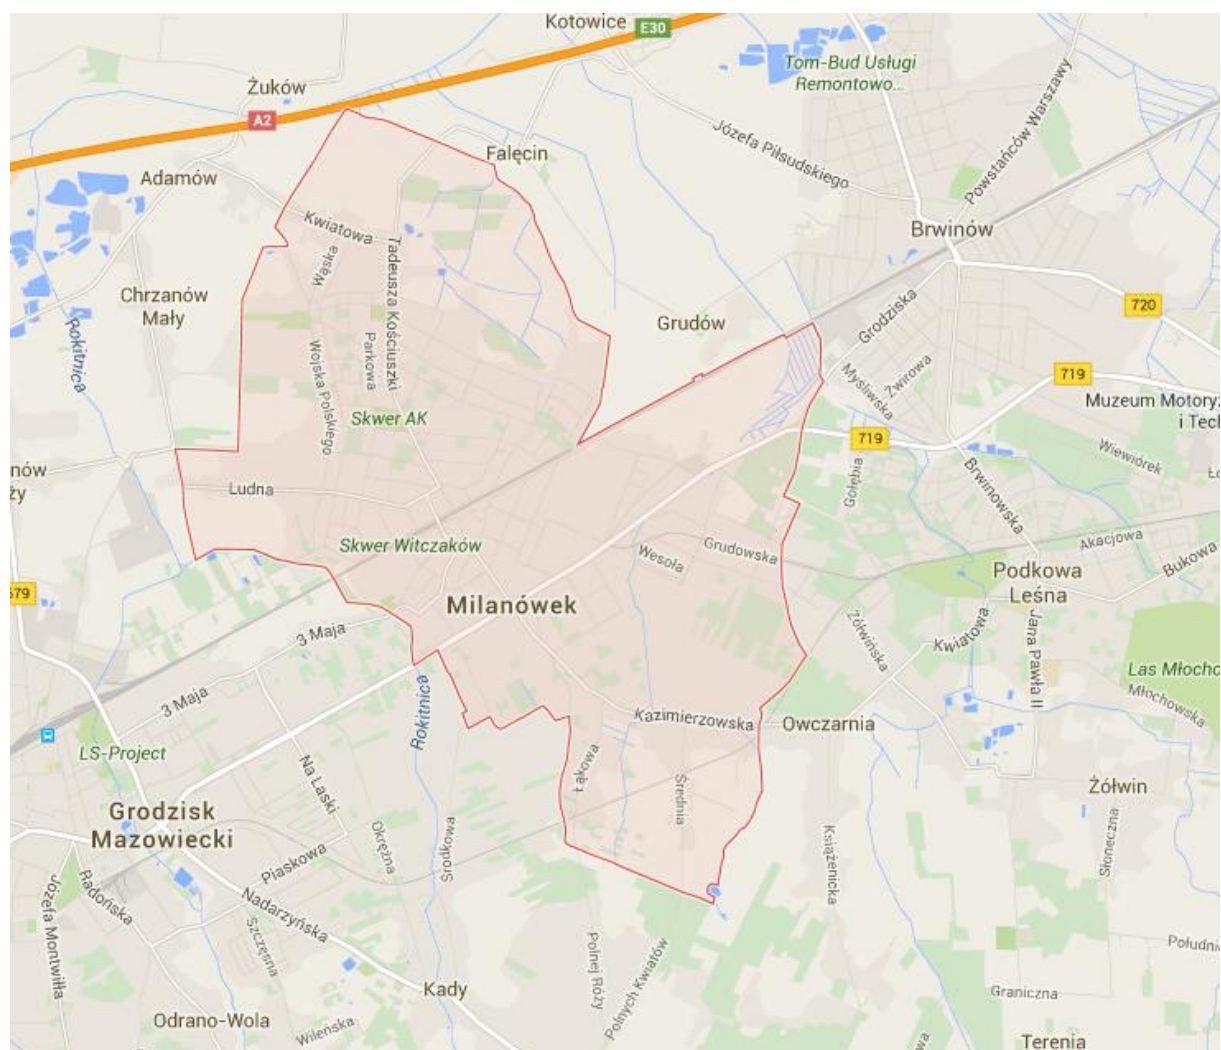 Kotowice
E30
Tom-Bud Usługi
Remontowo...
Żuków
A2
Józefa Piłsudskiego
Powstańców Warszawy
Falęcin
Adamów
Brwinów
Kwiatowa
Wąska
Tadeusza Kościuszki
Chrzanów
Mały
Rokitnica
Grudów
Grodziska
720
Parkowa
Wojska Polskiego
Myśliwska
Żwirowa
719
Muzeum Motoryz
i Tech
Skwer AK
719
Wiewiórek
nów
ży
Ludna
Gołębia
Brwinowska
Skwer Witczaków
Wesoła
Grudowska
Akacjowa
Bukowa
579
Milanówek
Podkowa
Leśna
3 Maja
Żółwińska
Kwiatowa
Jana Pawła II
Las Młocho
3 Maja
Rokitnica
Młochowska
Kazimierzowska
Owczarnia
LS-Project
Na Laski
Łąkowa
Średnia
Żółwin
Grodzisk
Mazowiecki
Okrężna
Środkowa
Książenicka
Słoneczna
Piaskowa
Radońska
Józefa Montwiłła
Nadarzyńska
Szczęsna
Polnej Róży
Polnych Kwiatów
Południo
Kady
Graniczna
Odrano-Wola
Wileńska
wa
Terenia